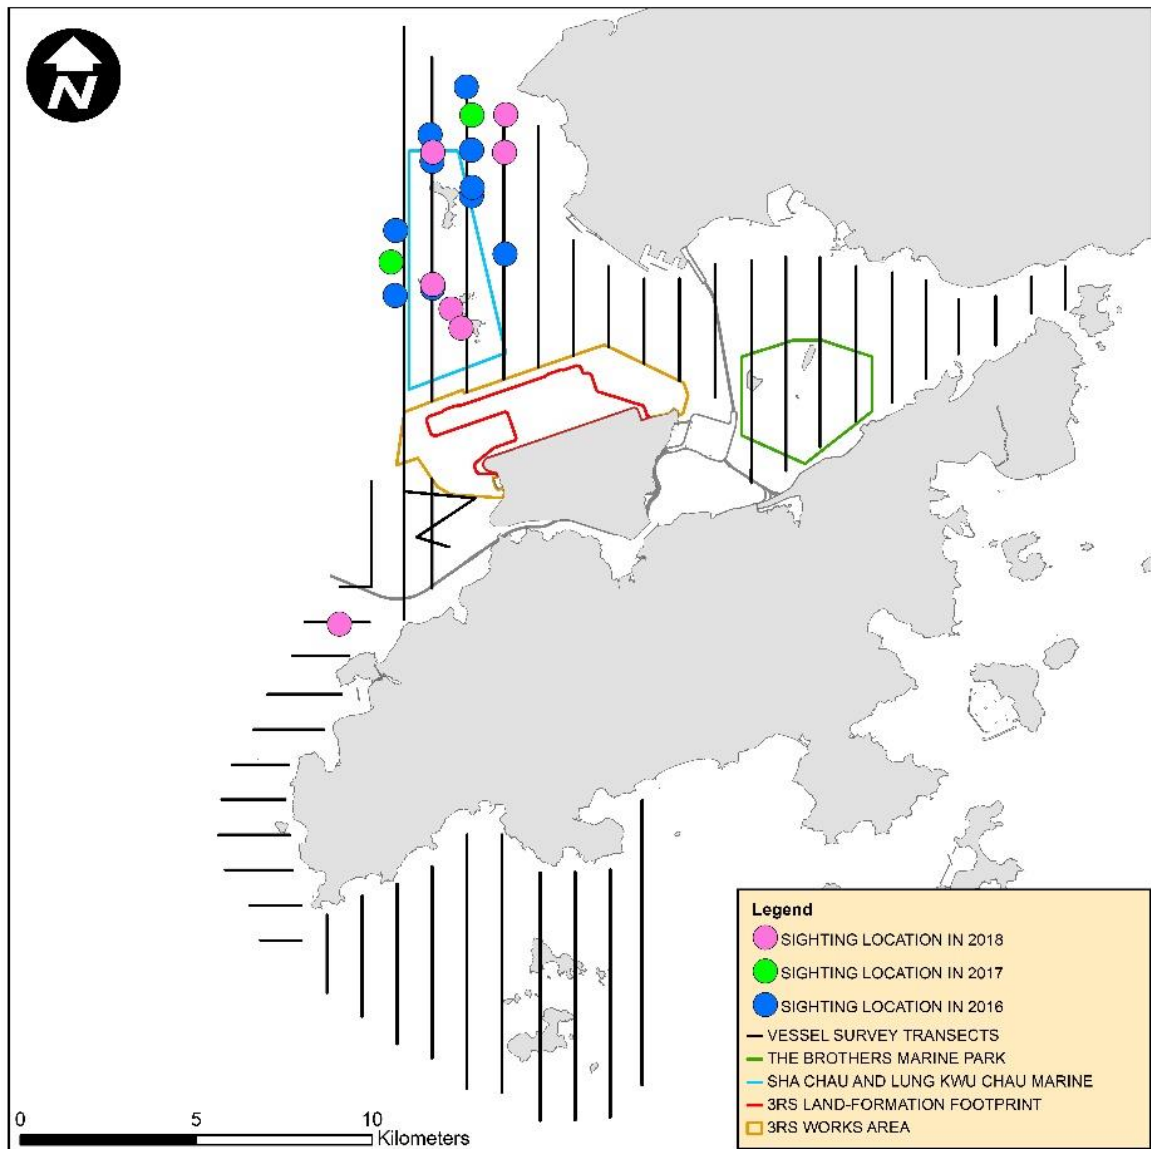 N
Legend
SIGHTING LOCATION IN 2018
SIGHTING LOCATION IN 2017
SIGHTING LOCATION IN 2016
VESSEL SURVEY TRANSECTS
THE BROTHERS MARINE PARK
SHA CHAU AND LUNG KWU CHAU MARINE
3RS LAND-FORMATION FOOTPRINT
3RS WORKS AREA
0 5 10
Kilometers